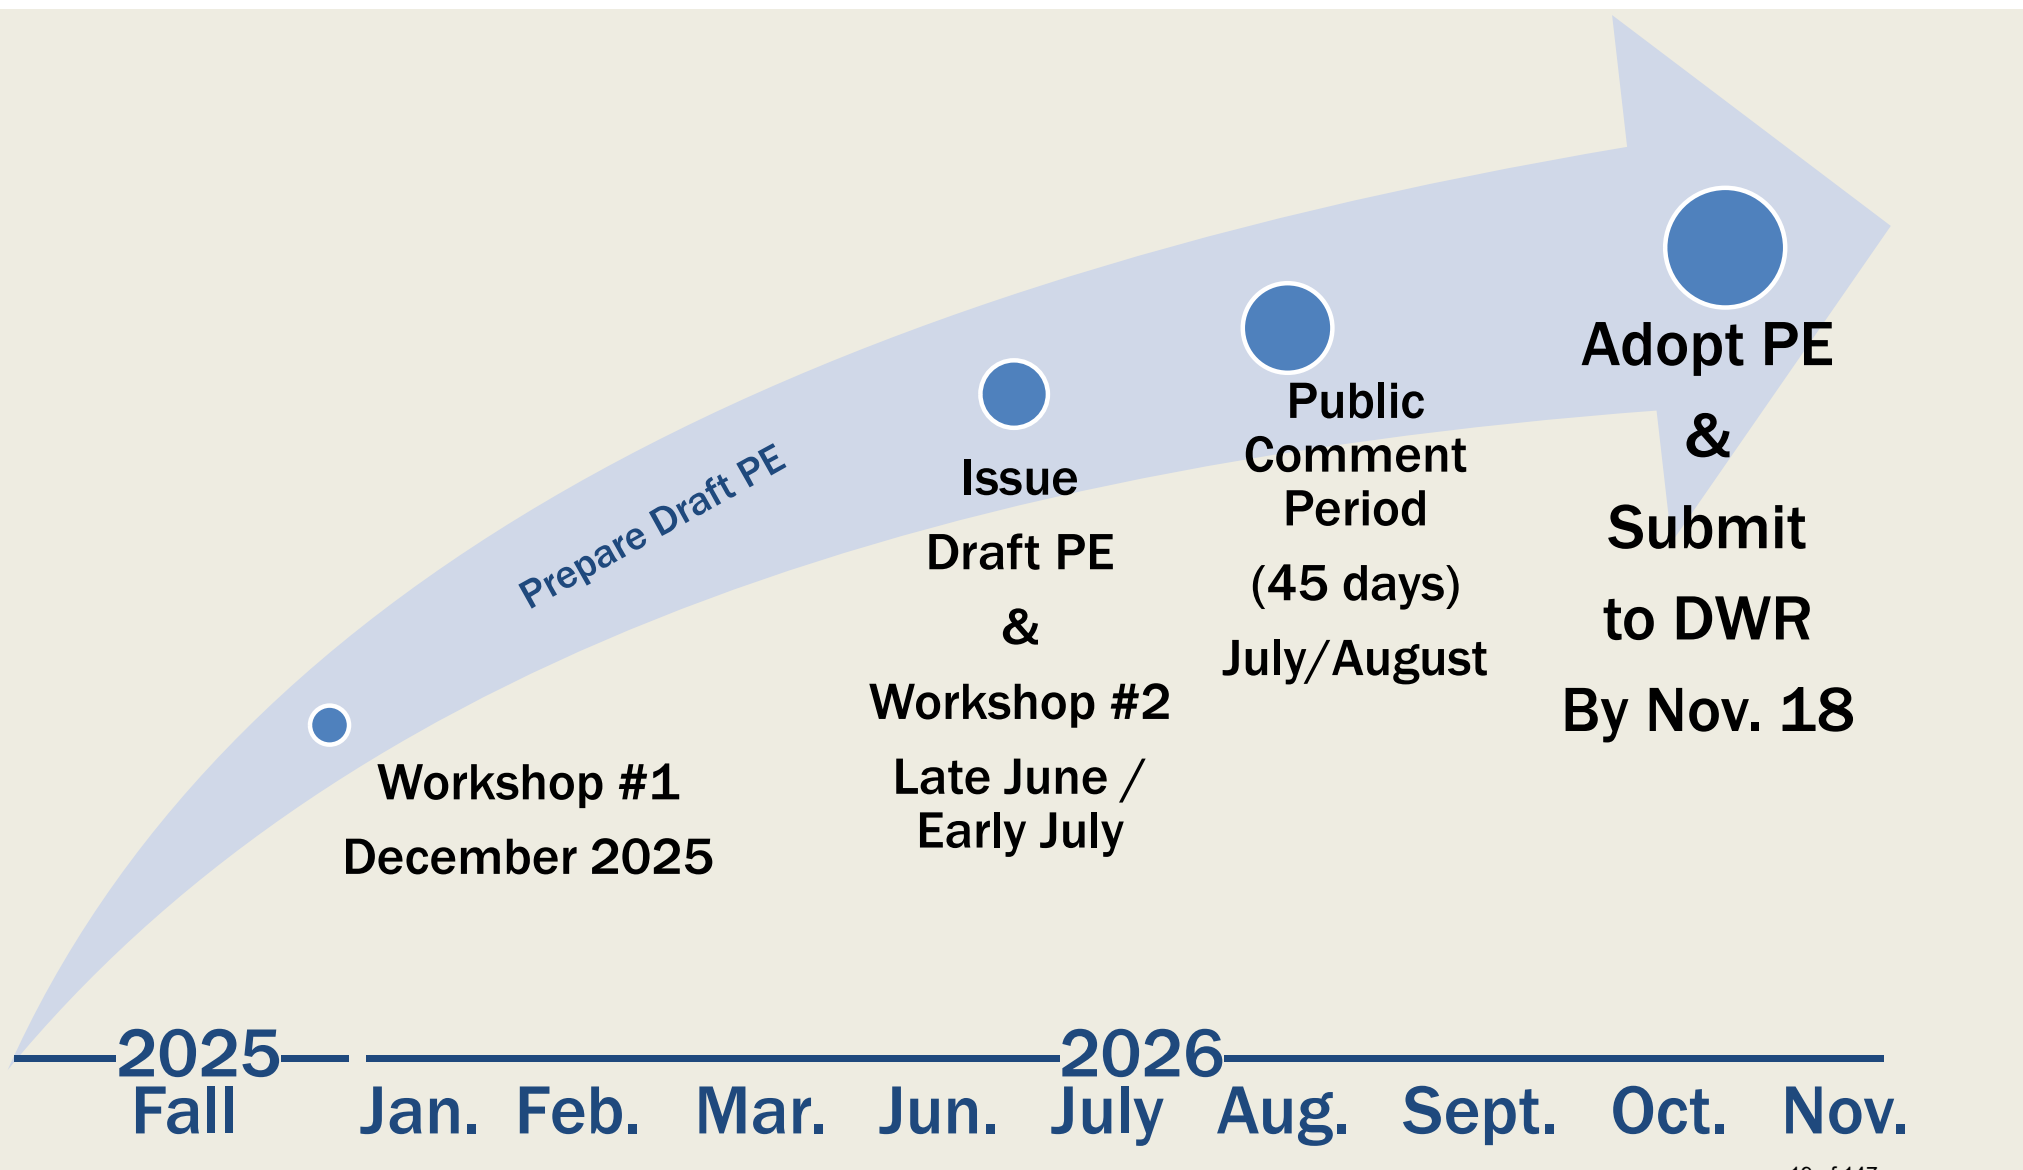 Prepare Draft PE
Workshop #1
December 2025
Issue
Draft PE
&
Workshop #2
Late June /
Early July
Public
Comment
Period
(45 days)
July/August
Adopt PE
&
Submit
to DWR
By Nov. 18
2025
2026
Fall Jan. Feb. Mar. Jun. July Aug. Sept. Oct. Nov.